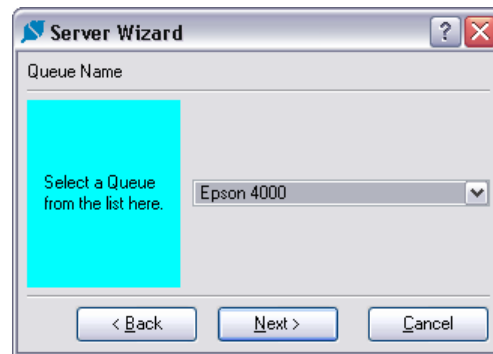 Server Wizard
Queue Name
Select a Queue
from the list here.
Epson 4000
< Back
Next >
Cancel